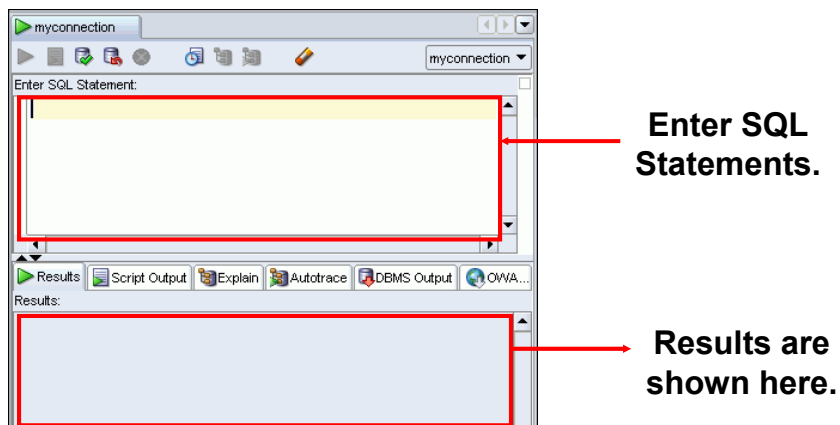 myconnection
myconnection
Enter SQL Statement:
Enter SQL
Statements.
Results Script Output Explain Autotrace DBMS Output OWA...
Results:
Results are
shown here.